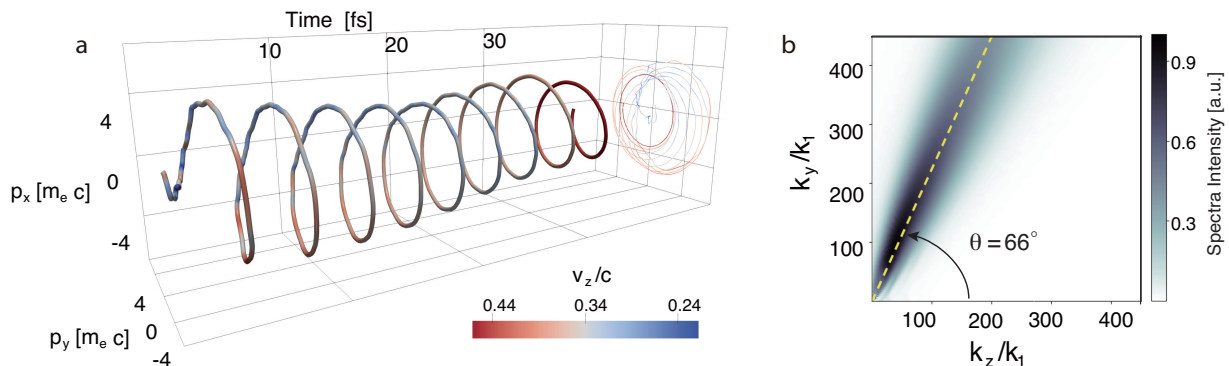 a
Time [fs]
10
20
30
4
0
-4
p_x [m_e c]
4
0
-4
p_y [m_e c]
v_z/c
0.44
0.34
0.24
b
400
300
200
100
k_y/k_1
θ = 66°
100
200
300
400
k_z/k_1
0.9
0.6
0.3
Spectra Intensity [a.u.]